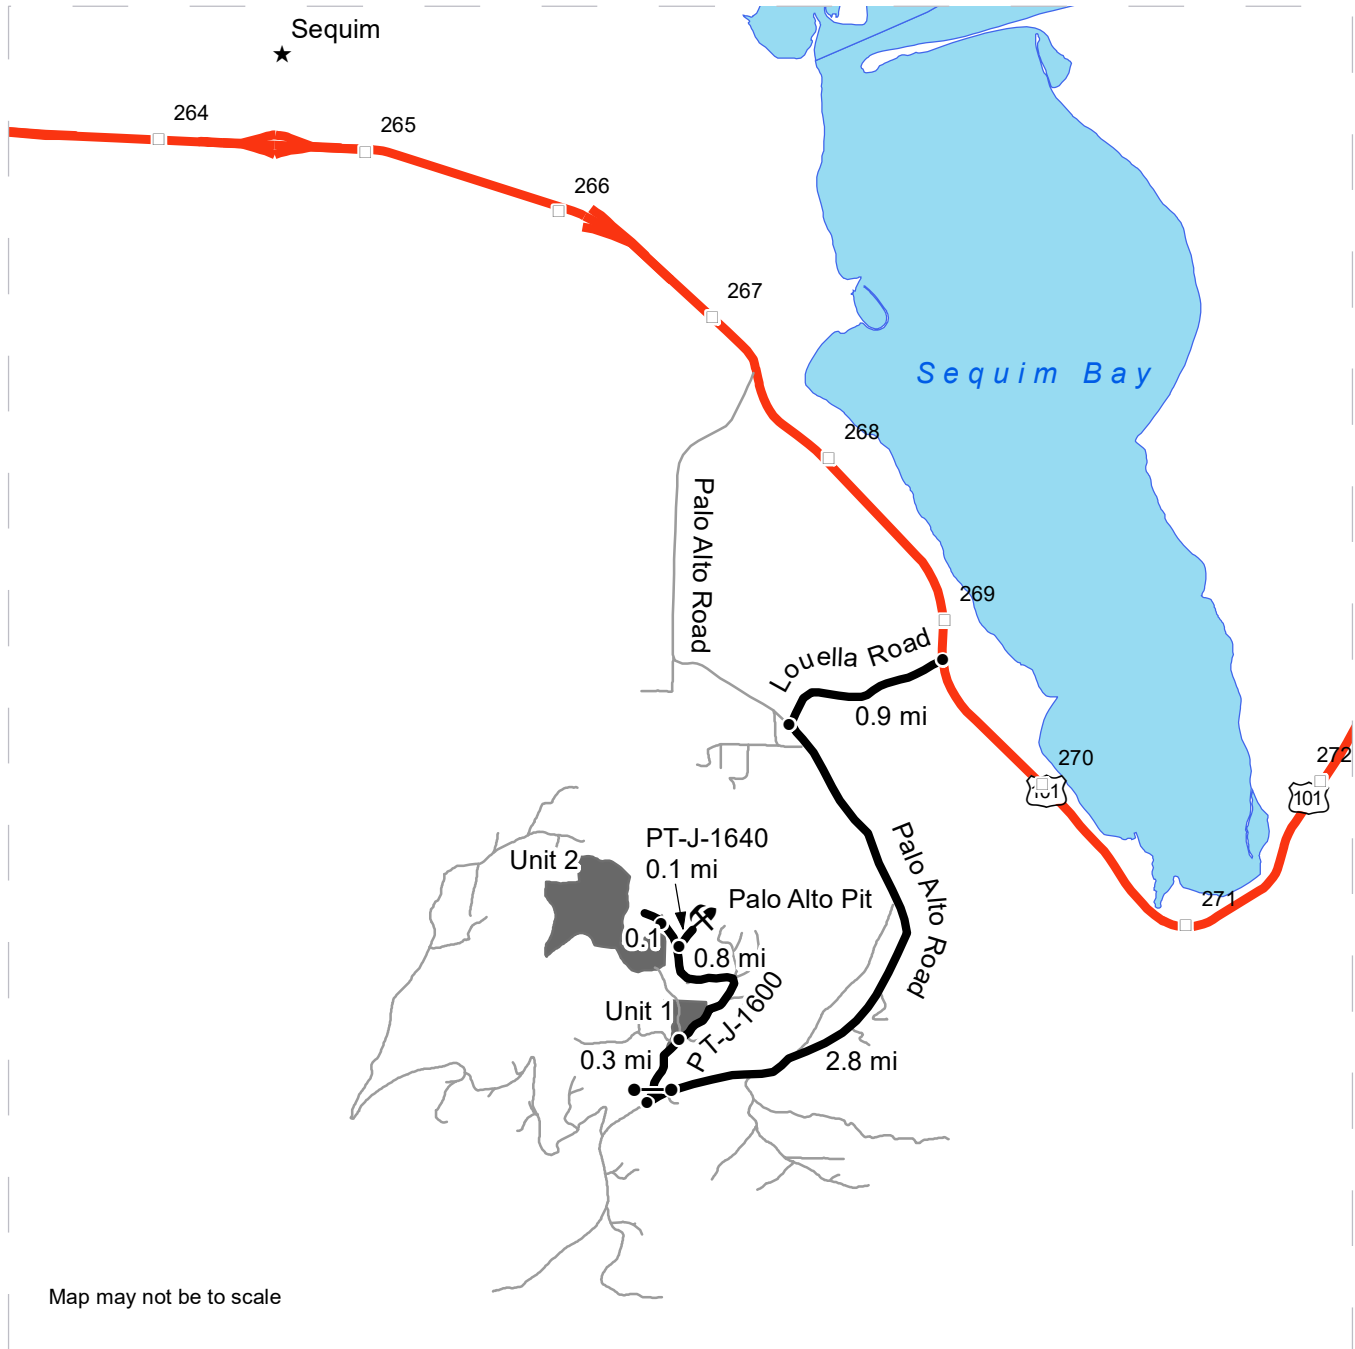 Sequim
264
265
266
267
Sequim Bay
268
Palo Alto Road
269
Louella Road
0.9 mi
270
101
272
101
PT-J-1640
0.1 mi
Unit 2
Palo Alto Pit
Palo Alto Road
271
0.1
0.8 mi
PT-J-1600
Unit 1
0.3 mi
2.8 mi
Map may not be to scale